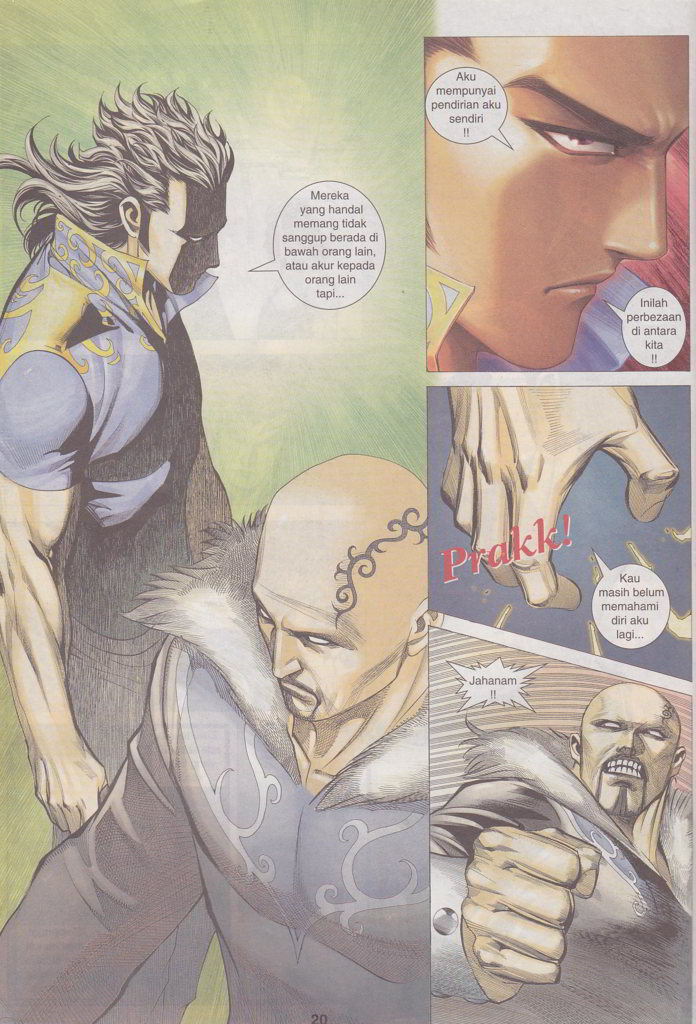 Mereka
yang handal
memang tidak
sanggup berada di
bawah orang lain,
atau akur kepada
orang lain
tapi...
Aku
mempunyai
pendirian aku
sendiri
!!
Inilah
perbezaan
di antara
kita
!!
Prakk!
Kau
masih belum
memahami
diri aku
lagi...
Jahanam
!!
20